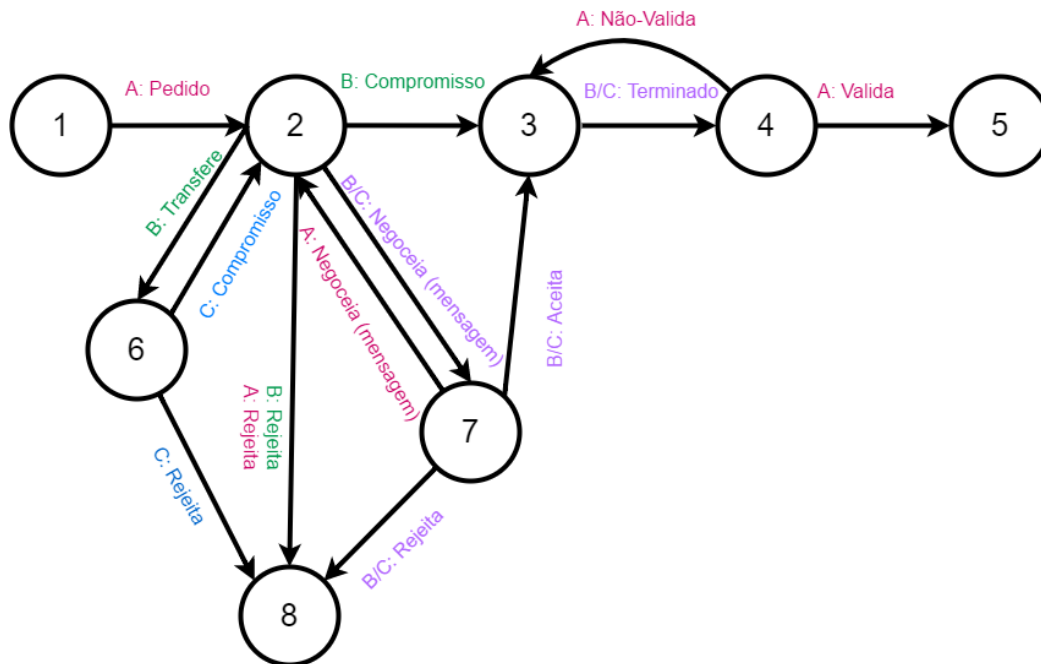 A: Não-Valida
A: Pedido
B: Compromisso
B/C: Terminado
A: Valida
1
2
3
4
5
B: Transfere
C: Compromisso
B/C: Negoceia (mensagem)
A: Negoceia (mensagem)
B/C: Aceita
6
7
B: Rejeita
A: Rejeita
C: Rejeita
B/C: Rejeita
8